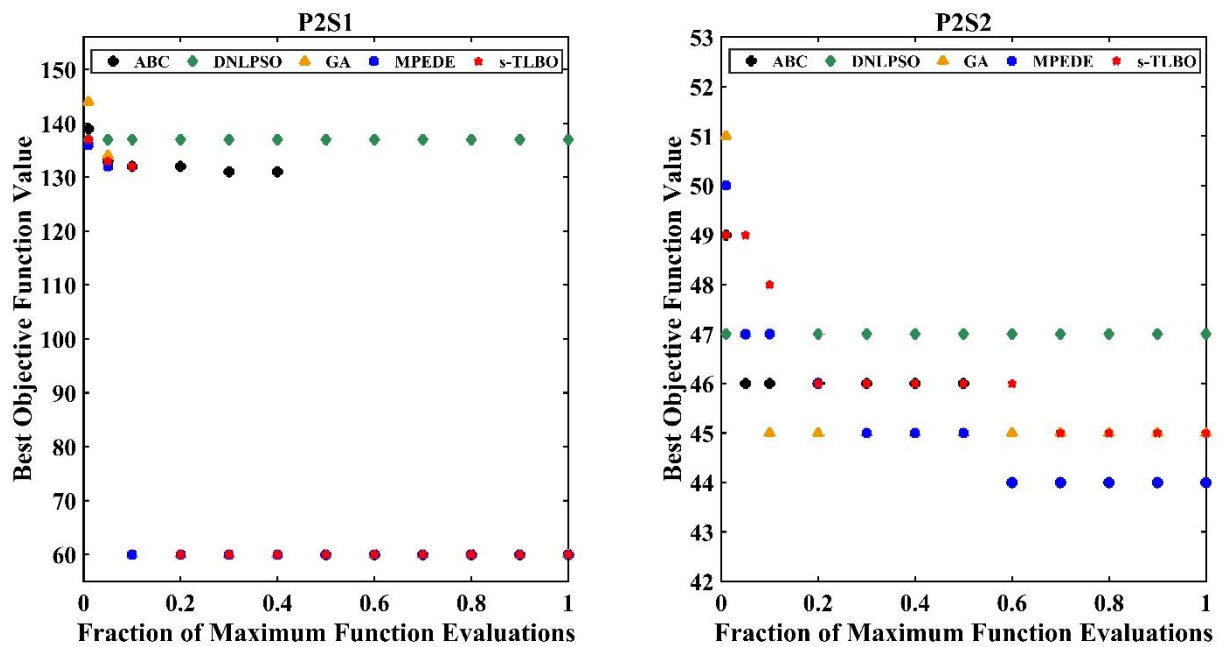 P2S1
ABC DNLPSO GA MPEDE s-TLBO
Best Objective Function Value
150
140
130
120
110
100
90
80
70
60
0 0.2 0.4 0.6 0.8 1
Fraction of Maximum Function Evaluations
P2S2
ABC DNLPSO GA MPEDE s-TLBO
Best Objective Function Value
53
52
51
50
49
48
47
46
45
44
43
42
0 0.2 0.4 0.6 0.8 1
Fraction of Maximum Function Evaluations